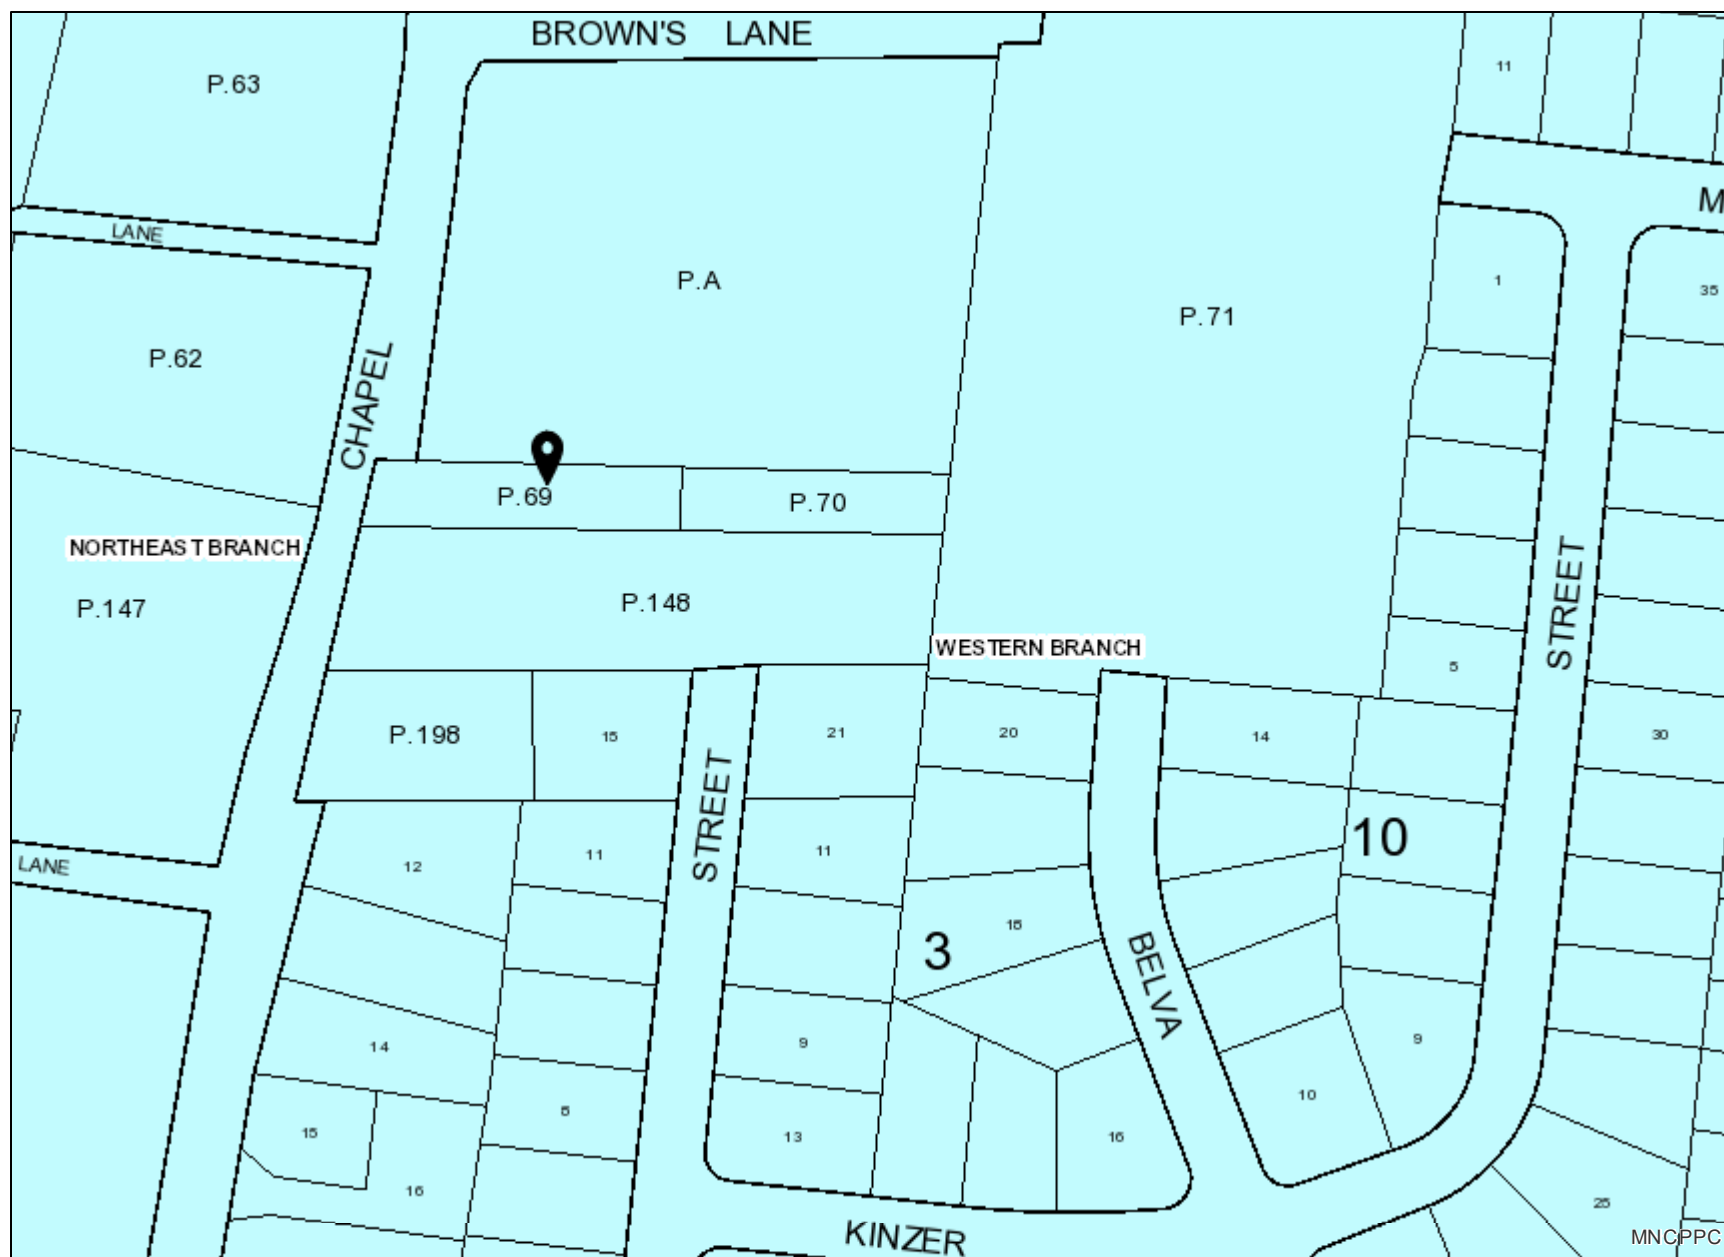 BROWN'S LANE
P.63
11
M
LANE
P.A
1
35
P.71
P.62
CHAPEL
P.69
P.70
NORTHEAST BRANCH
P.147
P.148
STREET
WESTERN BRANCH
5
P.198
15
21
20
14
30
STREET
10
LANE
12
11
11
18
3
BELVA
14
9
9
10
8
15
13
16
16
25
KINZER
MNCPPC